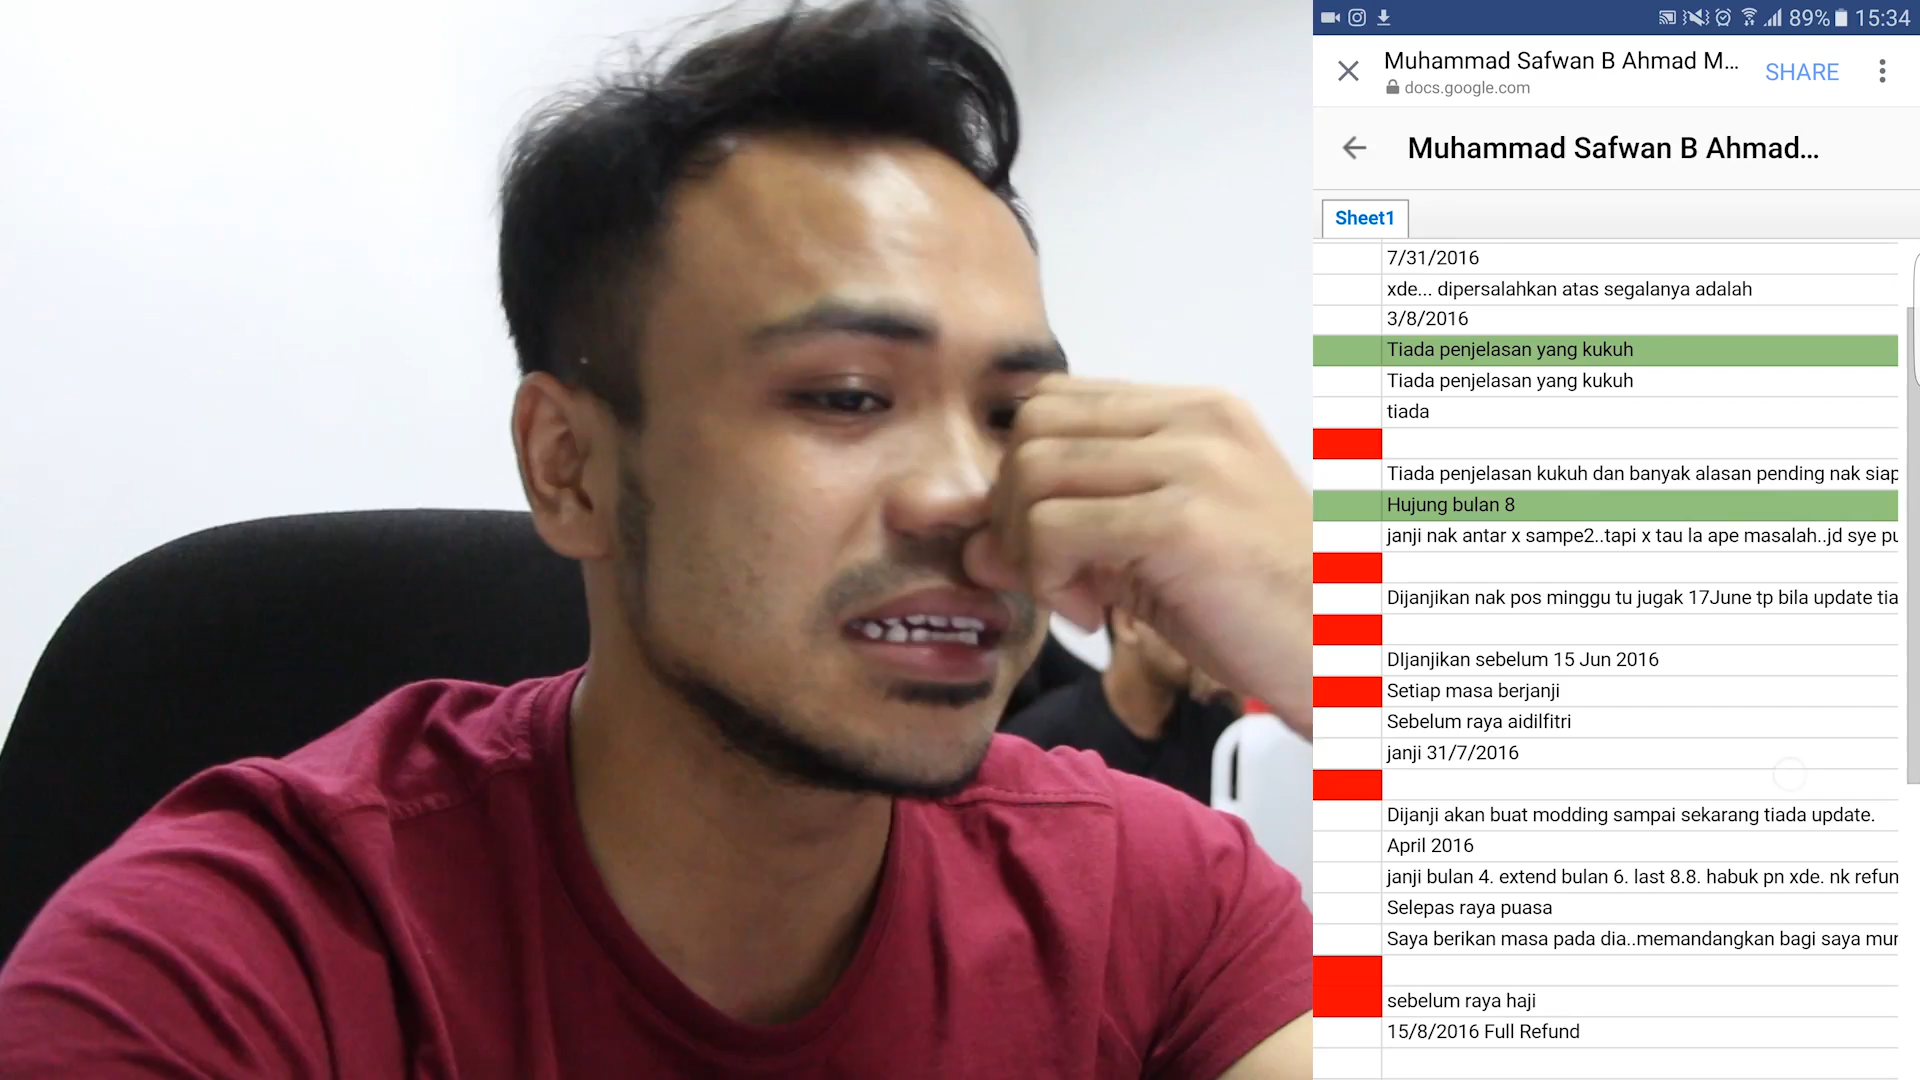 89% 15:34
Muhammad Safwan B Ahmad M...
SHARE
docs.google.com
Muhammad Safwan B Ahmad...
Sheet1
7/31/2016
xde... dipersalahkan atas segalanya adalah
3/8/2016
Tiada penjelasan yang kukuh
Tiada penjelasan yang kukuh
tiada
Tiada penjelasan kukuh dan banyak alasan pending nak siap
Hujung bulan 8
janji nak antar x sampe2..tapi x tau la ape masalah..jd sye pu
Dijanjikan nak pos minggu tu jugak 17June tp bila update tia
DIjanjikan sebelum 15 Jun 2016
Setiap masa berjanji
Sebelum raya aidilfitri
janji 31/7/2016
Dijanji akan buat modding sampai sekarang tiada update.
April 2016
janji bulan 4. extend bulan 6. last 8.8. habuk pn xde. nk refun
Selepas raya puasa
Saya berikan masa pada dia..memandangkan bagi saya mur
sebelum raya haji
15/8/2016 Full Refund